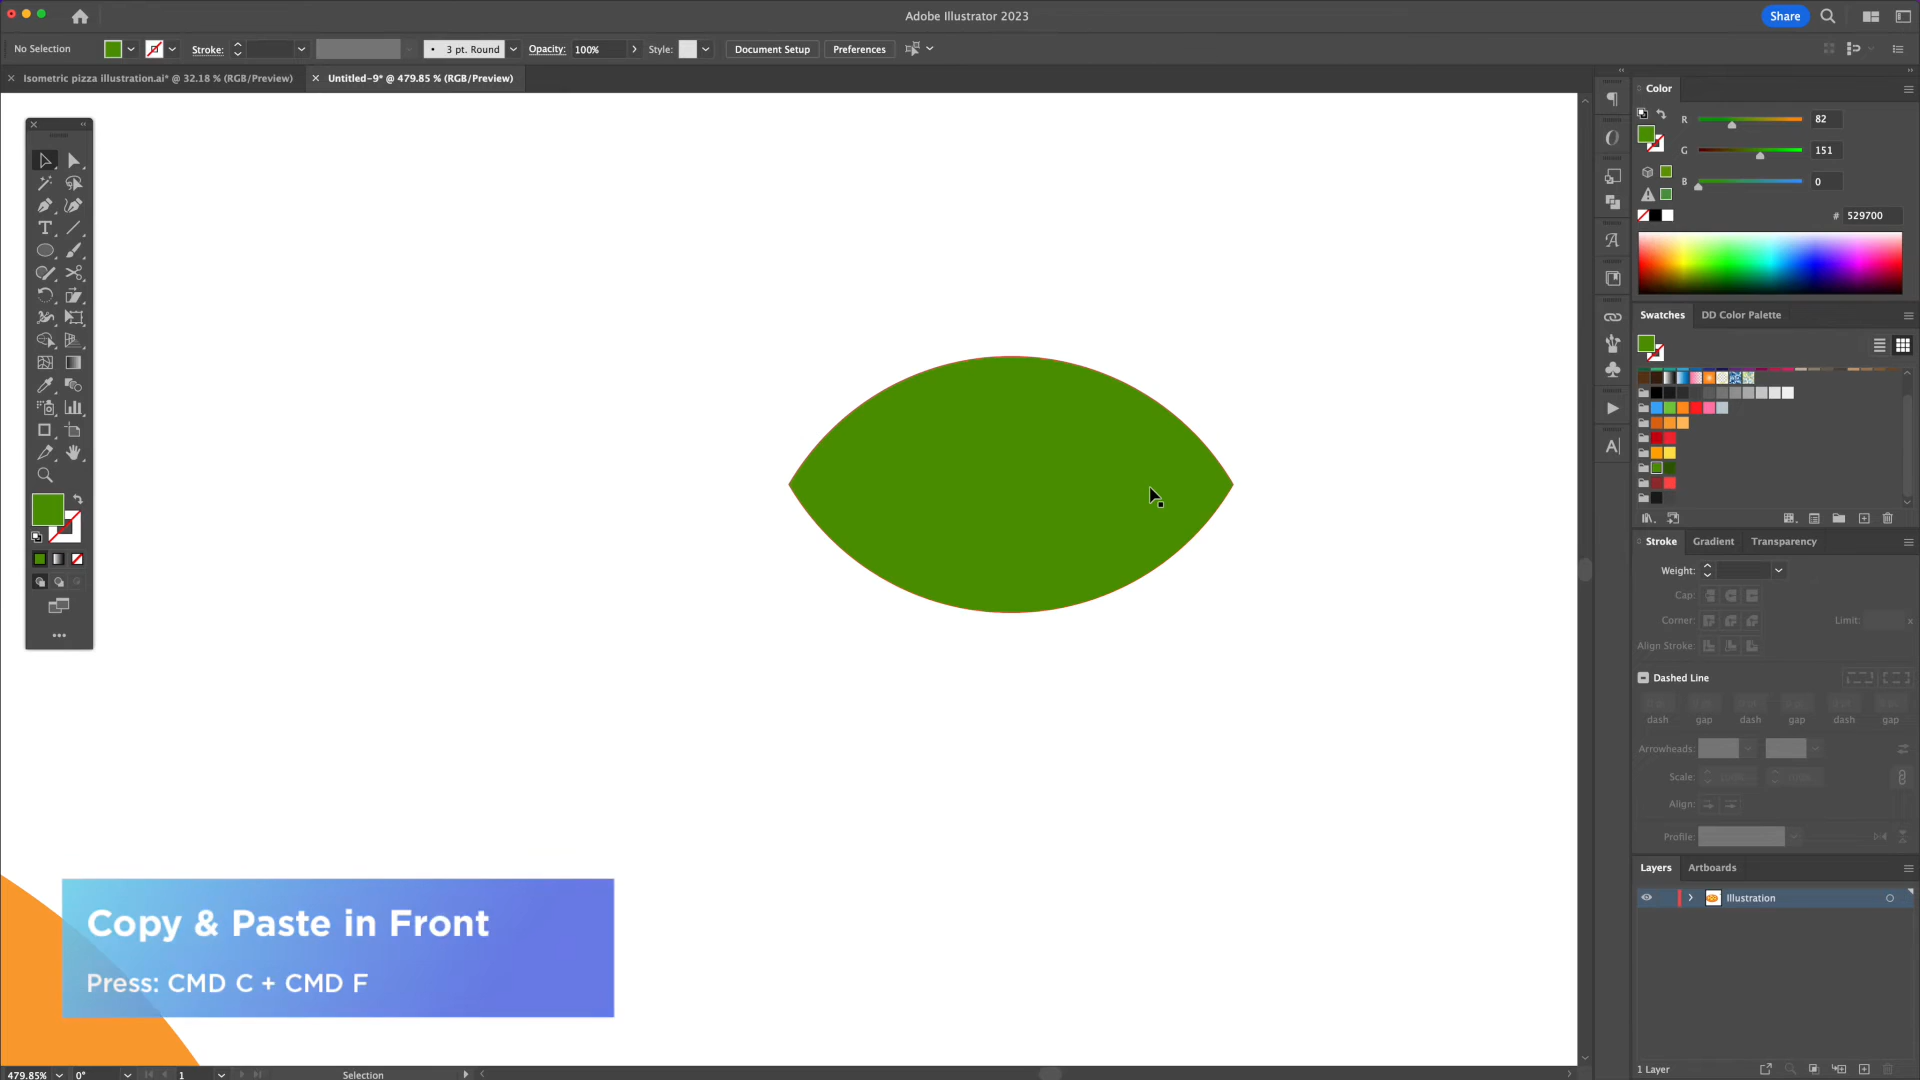 Adobe Illustrator 2023
Share
No Selection
Stroke:
3 pt. Round
Opacity:
100%
Style:
Document Setup
Preferences
Isometric pizza illustration.ai* @ 32.18 % (RGB/Preview)
Untitled-9* @ 479.85 % (RGB/Preview)
Color
R
82
G
151
B
0
# 529700
Swatches
DD Color Palette
Stroke
Gradient
Transparency
Weight:
Cap:
Corner:
Limit:
x
Align Stroke:
Dashed Line
dash
gap
dash
gap
dash
gap
Arrowheads:
Scale:
Align:
Profile:
Layers
Artboards
Illustration
1 Layer
Copy & Paste in Front
Press: CMD C + CMD F
479.85%
0°
1
Selection